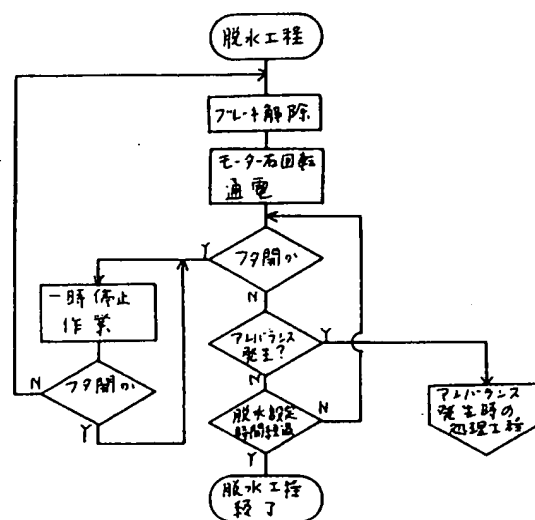 脱水工程
ブレーキ解除
モーター右回転
通電
フタ開か
Y
N
一時停止
作業
フタ開か
N
Y
アンバランス
発生?
Y
N
脱水設定
時間経過
N
Y
アンバランス
発生時の
処理工程
脱水工程
終了